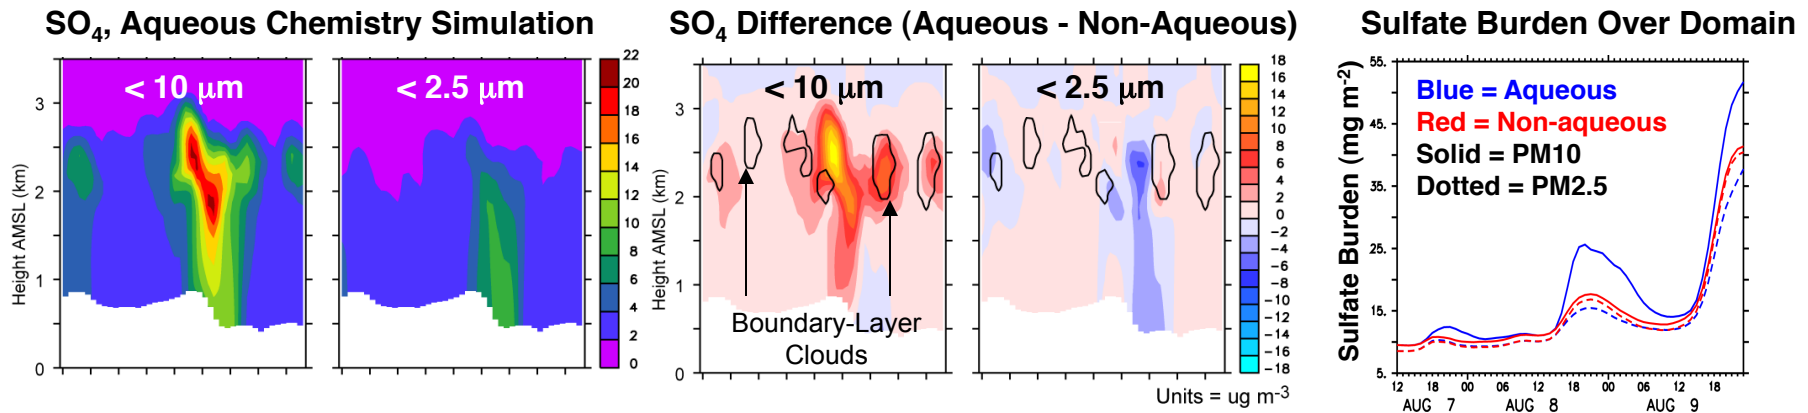 SO4, Aqueous Chemistry Simulation
< 10 μm
< 2.5 μm
Height AMSL (km)
3
2
1
0
22
20
18
16
14
12
10
8
6
4
2
0
SO4 Difference (Aqueous - Non-Aqueous)
< 10 μm
< 2.5 μm
Height AMSL (km)
3
2
1
0
Boundary-Layer
Clouds
18
16
14
12
10
8
6
4
2
0
−2
−4
−6
−8
−10
−12
−14
−16
−18
Units = ug m-3
Sulfate Burden Over Domain
Sulfate Burden (mg m-2)
55.
45.
35.
25.
15.
5.
Blue = Aqueous
Red = Non-aqueous
Solid = PM10
Dotted = PM2.5
12 18 00 06 12 18 00 06 12 18
AUG 7 AUG 8 AUG 9